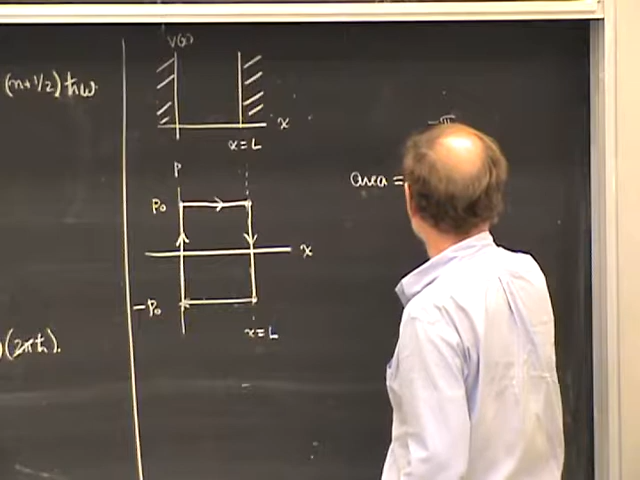 (n+1/2)ħω
V(x)
x
x=L
P
P₀
area =
x
-P₀
x=L
(2πħ).